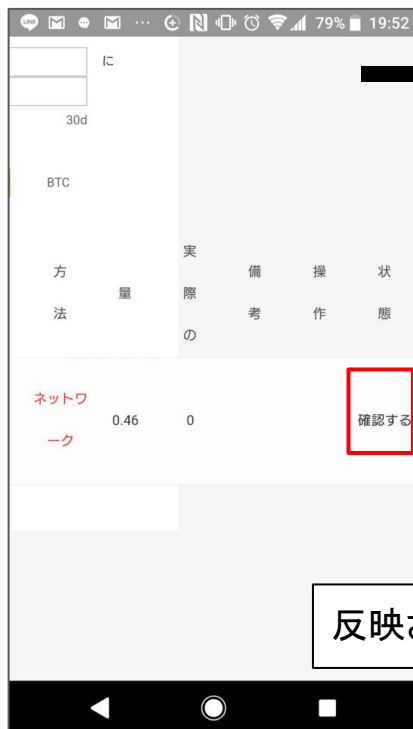 LINE
79% 19:52
に
30d
BTC
方法
量
実際の
備考
操作
状態
ネットワーク
0.46
0
確認する
反映